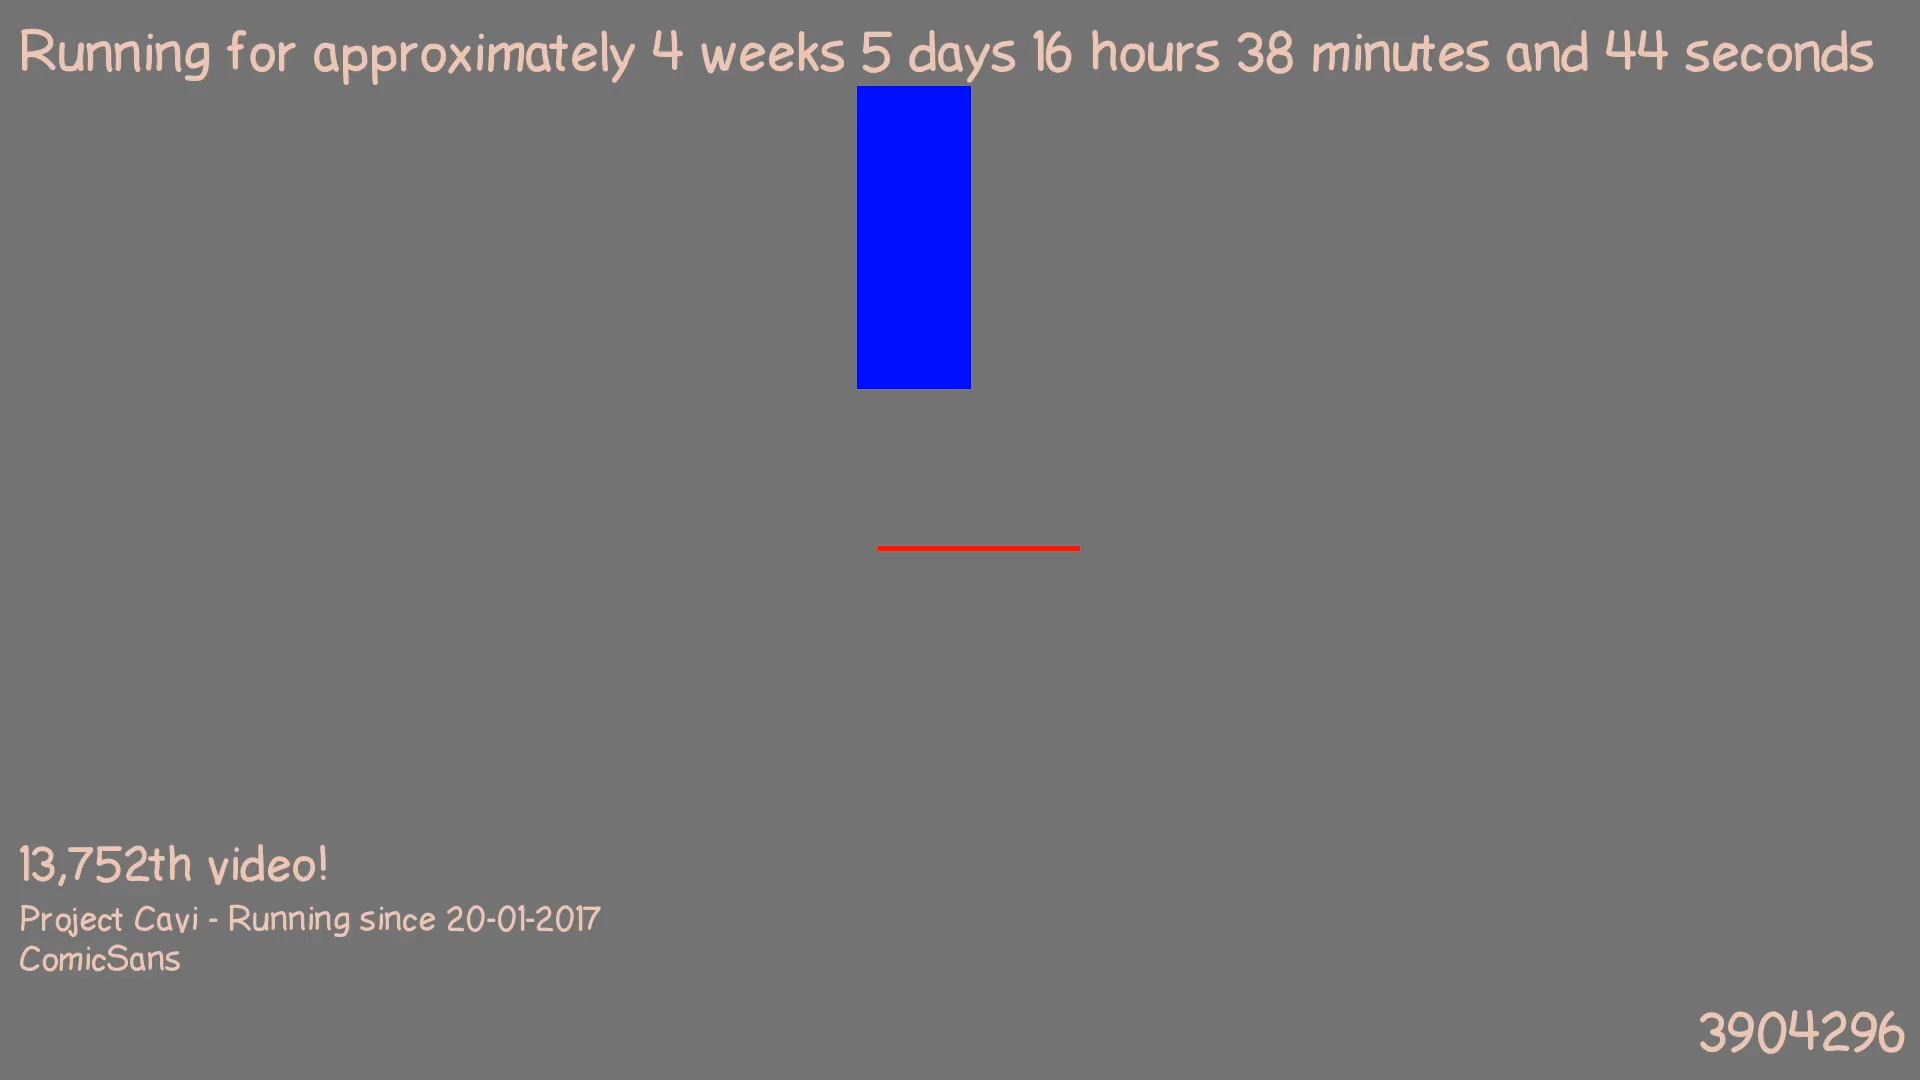 Running for approximately 4 weeks 5 days 16 hours 38 minutes and 44 seconds
13,752th video!
Project Cavi - Running since 20-01-2017
ComicSans
3904296